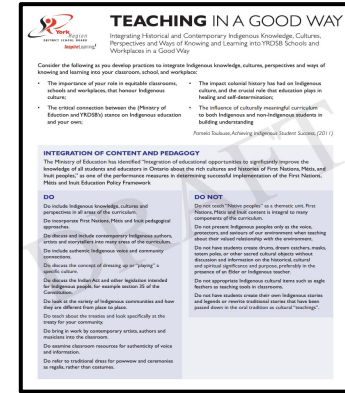 York Region
DISTRICT SCHOOL BOARD
Inspire Learning!
TEACHING IN A GOOD WAY
Integrating Historical and Contemporary Indigenous Knowledge, Cultures,
Perspectives and Ways of Knowing and Learning into YRDSB Schools and
Workplaces in a Good Way
Consider the following as you develop practices to integrate Indigenous knowledge, cultures, perspectives and ways of
knowing and learning into your classroom, school, and workplace:
• The importance of your role in equitable classrooms,
schools and workplaces, that honour Indigenous
culture;
• The critical connection between the (Ministry of
Eduction and YRDSB's) stance on Indigenous education
and your own;
• The impact colonial history has had on Indigenous
culture, and the crucial role that education plays in
healing and self-determination;
• The influence of culturally meaningful curriculum
to both Indigenous and non-Indigenous students in
building understanding
Pamela Toulouse, Achieving Indigenous Student Success, (2011)
INTEGRATION OF CONTENT AND PEDAGOGY
The Ministry of Education has identified "Integration of educational opportunities to significantly improve the
knowledge of all students and educators in Ontario about the rich cultures and histories of First Nations, Métis, and
Inuit peoples," as one of the performance measures in determining successful implementation of the First Nations,
Métis and Inuit Education Policy Framework
DO
Do include Indigenous knowledge, cultures and
perspectives in all areas of the curriculum.
Do incorporate First Nations, Métis and Inuit pedagogical
approaches.
Do discuss and include contemporary Indigenous authors,
artists and storytellers into many areas of the curriculum.
Do include authentic Indigenous voice and community
connections.
Do discuss the concept of dressing up or "playing" a
specific culture.
Do discuss the Indian Act and other legislation intended
for Indigenous people, for example section 35 of the
Constitution.
Do look at the variety of Indigenous communities and how
they are different from place to place.
Do teach about the treaties and look specifically at the
treaty for your community.
Do bring in work by contemporary artists, authors and
musicians into the classroom.
Do examine classroom resources for authenticity of voice
and information.
Do refer to traditional dress for powwow and ceremonies
as regalia, rather than costumes.
DO NOT
Do not teach "Native peoples" as a thematic unit. First
Nations, Métis and Inuit content is integral to many
components of the curriculum.
Do not present Indigenous peoples only as the voice,
protectors, and saviours of our environment when teaching
about their valued relationship with the environment.
Do not have students create drums, dream catchers, masks,
totem poles, or other sacred cultural objects without
discussion and information on the historical, cultural
and spiritual significance and purpose, preferably in the
presence of an Elder or Indigenous teacher.
Do not appropriate Indigenous cultural items such as eagle
feathers as teaching tools in classrooms.
Do not have students create their own Indigenous stories
and legends or rewrite traditional stories that have been
passed down in the oral tradition as cultural "teachings".
DRAFT